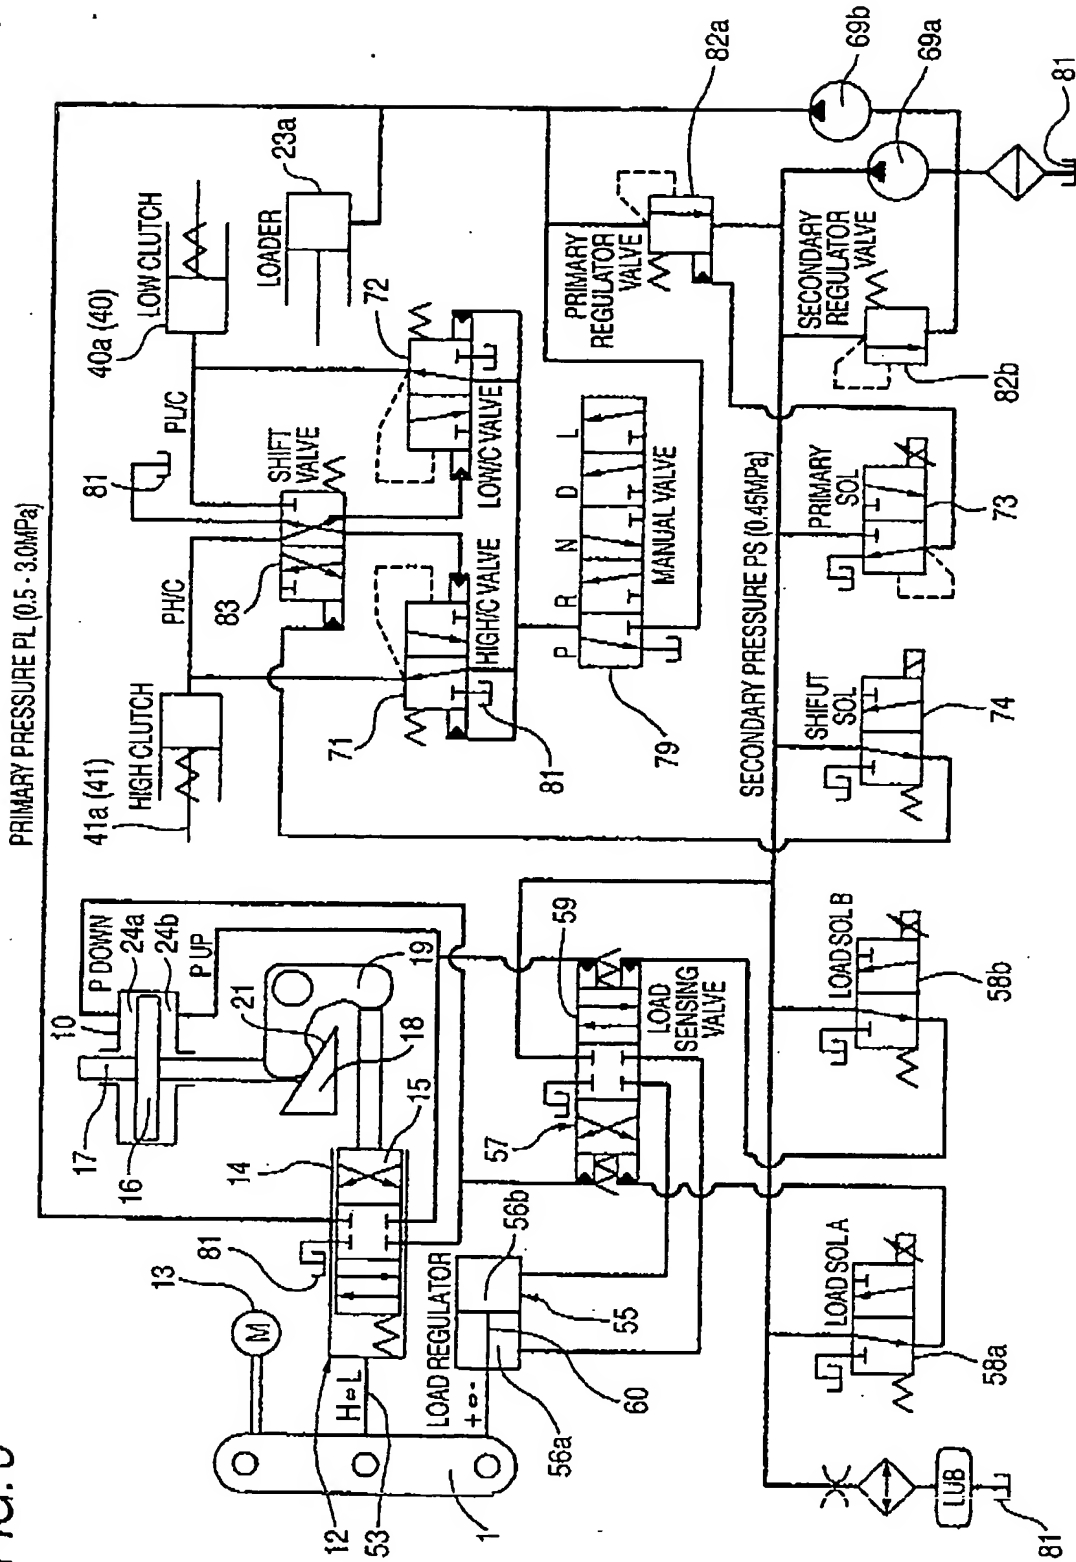 PRIMARY PRESSURE PL (0.5 - 3.0MPa)
41a (41)
HIGH CLUTCH
PH/C
81
PL/C
40a (40)
LOW CLUTCH
LOADER
23a
83
SHIFT
VALVE
72
71
HIGH/C VALVE
LOW/C VALVE
81
P
R
N
D
L
79
MANUAL VALVE
PRIMARY
REGULATOR
VALVE
82a
69b
69a
81
SECONDARY
REGULATOR
VALVE
82b
SECONDARY PRESSURE PS (0.45MPa)
PRIMARY
SOL
73
SHIFUT
SOL
74
17
10
P DOWN
24a
24b
P UP
16
21
19
18
15
14
81
13
M
12
H⇔L
53
1
LOAD REGULATOR
+⇔-
56a
60
56b
55
57
59
LOAD
SENSING
VALVE
LOAD SOL A
58a
LOAD SOL B
58b
LUB
81